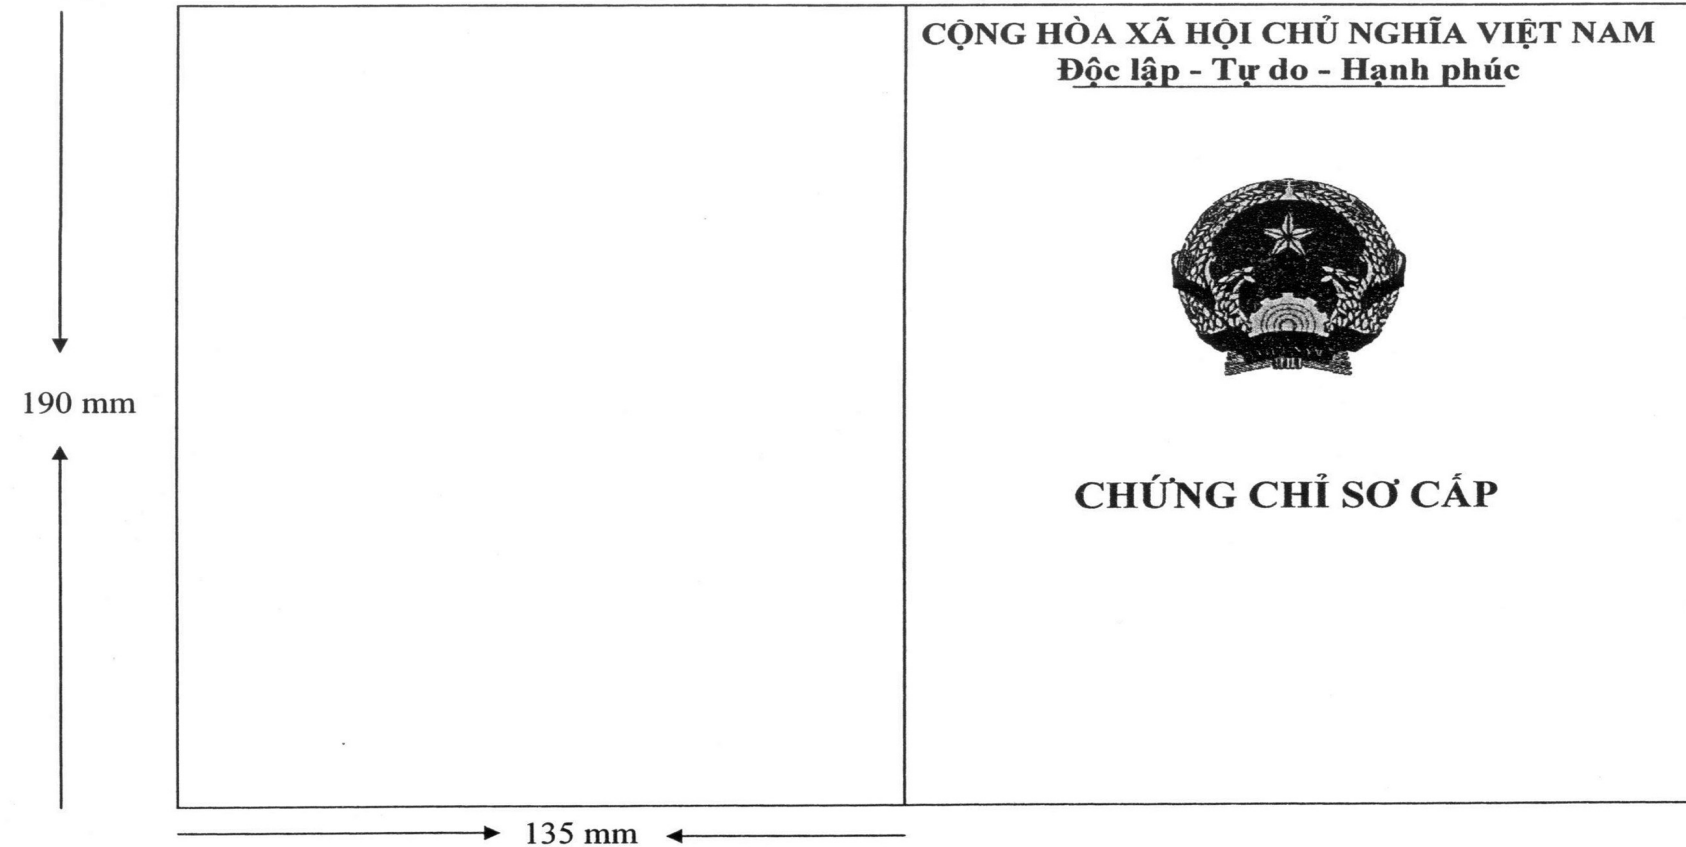 CỘNG HÒA XÃ HỘI CHỦ NGHĨA VIỆT NAM
Độc lập - Tự do - Hạnh phúc
190 mm
CHỨNG CHỈ SƠ CẤP
135 mm